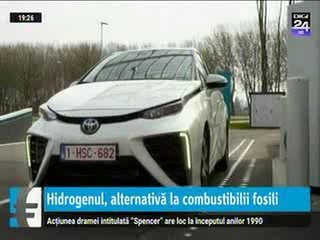 19:26
DIGI 24
1-HSC-682
Hidrogenul, alternativă la combustibilii fosili
Acțiunea dramei intitulată "Spencer" are loc la începutul anilor 1990